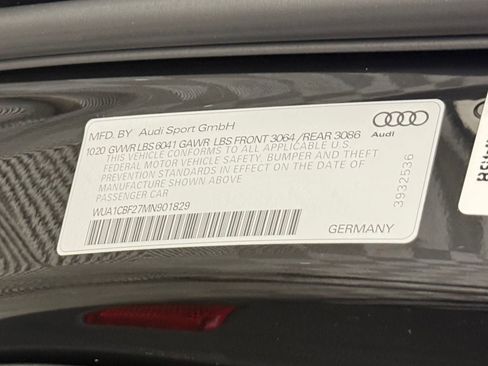 MFD. BY Audi Sport GmbH
1020 GVWR LBS 6041 GAWR LBS FRONT 3064 / REAR 3086
THIS VEHICLE CONFORMS TO ALL APPLICABLE U.S.
FEDERAL MOTOR VEHICLE SAFETY, BUMPER AND THEFT
PREVENTION STANDARDS IN EFFECT ON THE DATE OF
MANUFACTURE SHOWN ABOVE.
PASSENGER CAR
WUA1CBF27MN901829
Audi
3932536
GERMANY